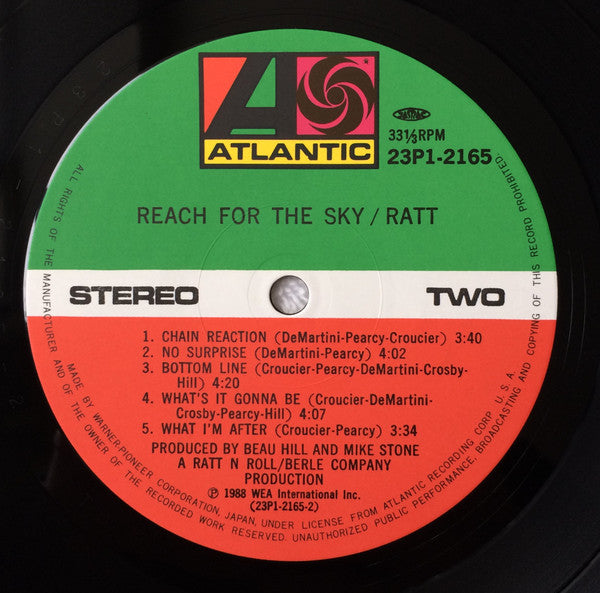 ATLANTIC
JASRAC
33⅓RPM
23P1-2165
REACH FOR THE SKY / RATT
STEREO
TWO
1. CHAIN REACTION (DeMartini-Pearcy-Croucier) 3:40
2. NO SURPRISE (DeMartini-Pearcy) 4:02
3. BOTTOM LINE (Croucier-Pearcy-DeMartini-Crosby-
Hill) 4:20
4. WHAT'S IT GONNA BE (Croucier-DeMartini-
Crosby-Pearcy-Hill) 4:07
5. WHAT I'M AFTER (Croucier-Pearcy) 3:34
PRODUCED BY BEAU HILL AND MIKE STONE
A RATT N ROLL/BERLE COMPANY
PRODUCTION
℗ 1988 WEA International Inc.
(23P1-2165-2)
MADE BY WARNER-PIONEER CORPORATION, JAPAN, UNDER LICENSE FROM ATLANTIC RECORDING CORP. U.S.A.
ALL RIGHTS OF THE MANUFACTURER AND OF THE OWNER OF THE RECORDED WORK RESERVED. UNAUTHORIZED PUBLIC PERFORMANCE, BROADCASTING AND COPYING OF THIS RECORD PROHIBITED.